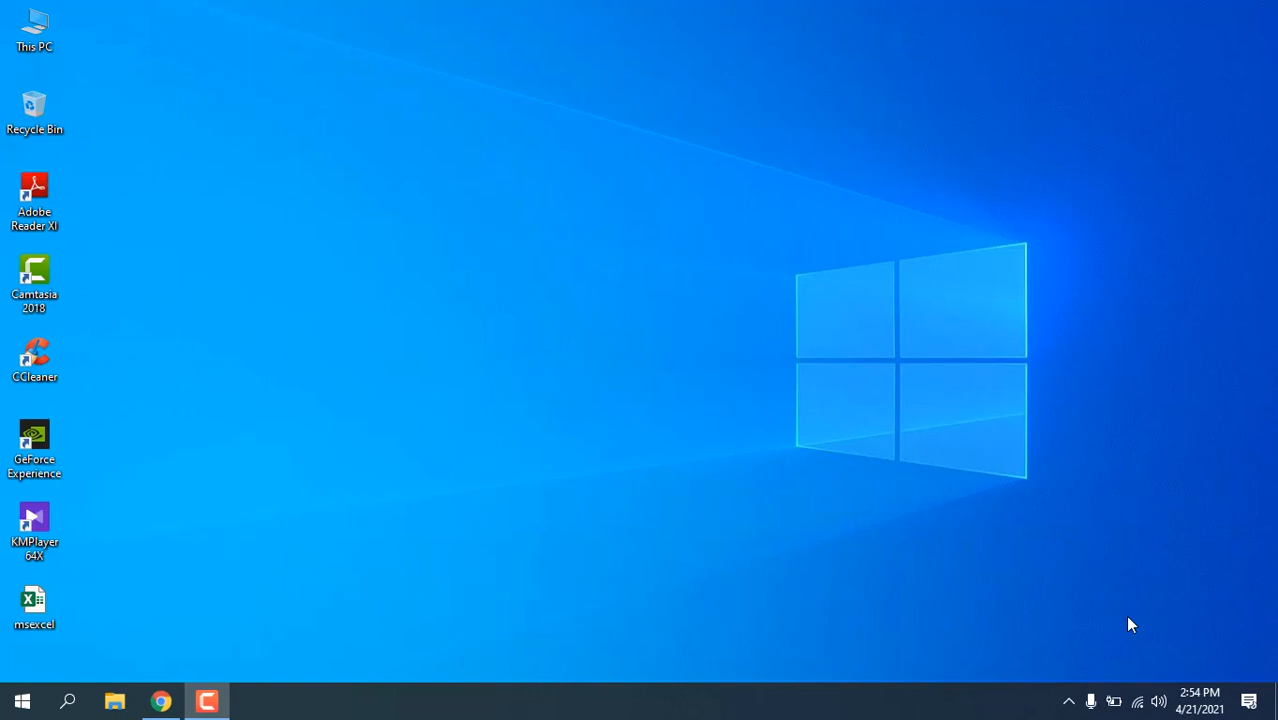 This PC
Recycle Bin
Adobe
Reader XI
Camtasia
2018
CCleaner
GeForce
Experience
KMPlayer
64X
msexcel
2:54 PM
4/21/2021